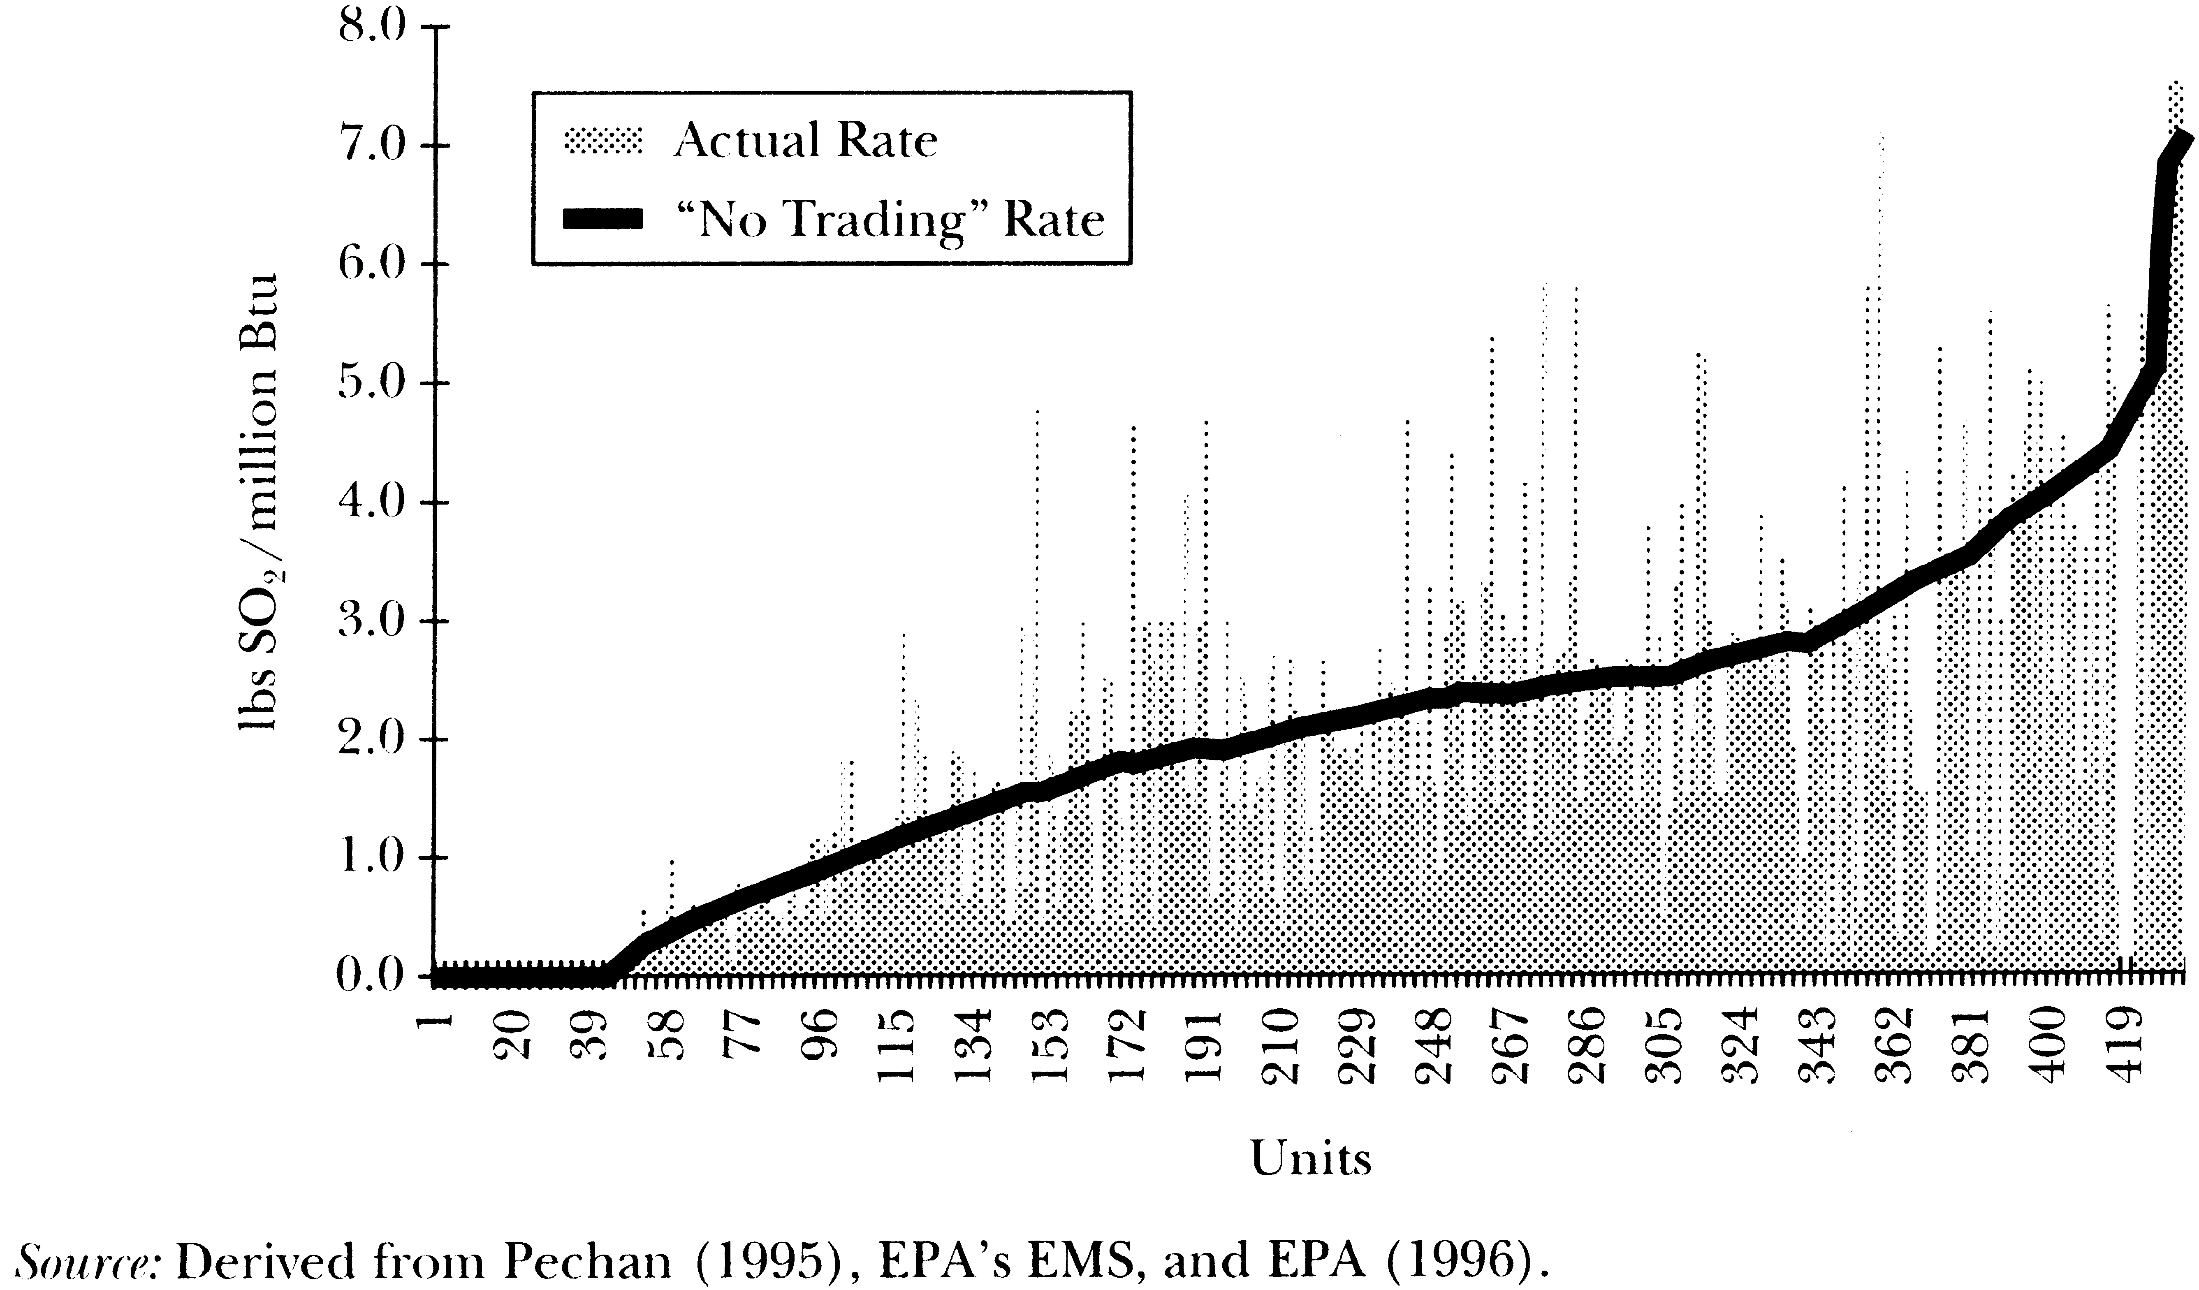 8.0
7.0
6.0
5.0
4.0
3.0
2.0
1.0
0.0
lbs SO₂/million Btu
Actual Rate
“No Trading” Rate
1 20 39 58 77 96 115 134 153 172 191 210 229 248 267 286 305 324 343 362 381 400 419
Units
Source: Derived from Pechan (1995), EPA’s EMS, and EPA (1996).